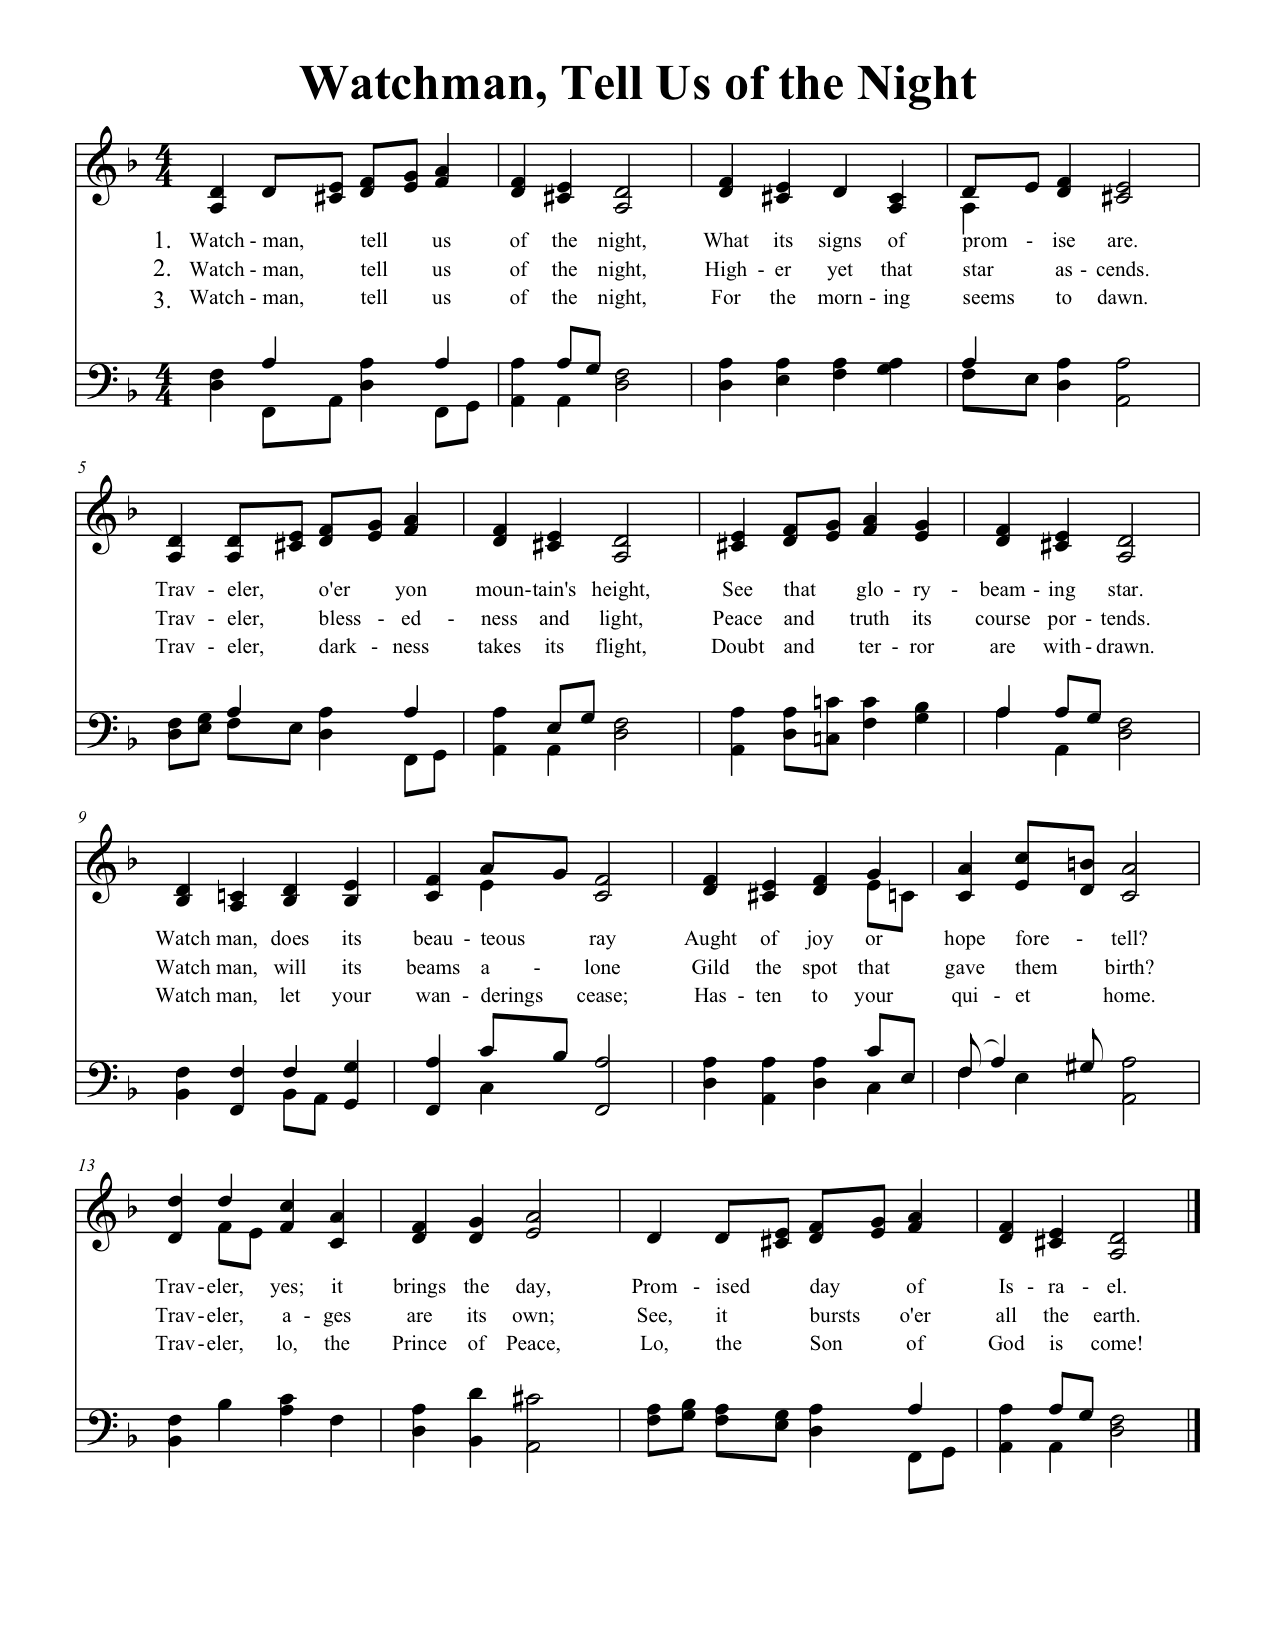 Watchman, Tell Us of the Night
4 4
1. Watch - man, tell us of the night, What its signs of prom - ise are.
2. Watch - man, tell us of the night, High - er yet that star as - cends.
3. Watch - man, tell us of the night, For the morn - ing seems to dawn.
4 4
5
Trav - eler, o'er yon moun - tain's height, See that glo - ry - beam - ing star.
Trav - eler, bless - ed - ness and light, Peace and truth its course por - tends.
Trav - eler, dark - ness takes its flight, Doubt and ter - ror are with - drawn.
9
Watch man, does its beau - teous ray Aught of joy or hope fore - tell?
Watch man, will its beams a - lone Gild the spot that gave them birth?
Watch man, let your wan - derings cease; Has - ten to your qui - et home.
13
Trav - eler, yes; it brings the day, Prom - ised day of Is - ra - el.
Trav - eler, a - ges are its own; See, it bursts o'er all the earth.
Trav - eler, lo, the Prince of Peace, Lo, the Son of God is come!